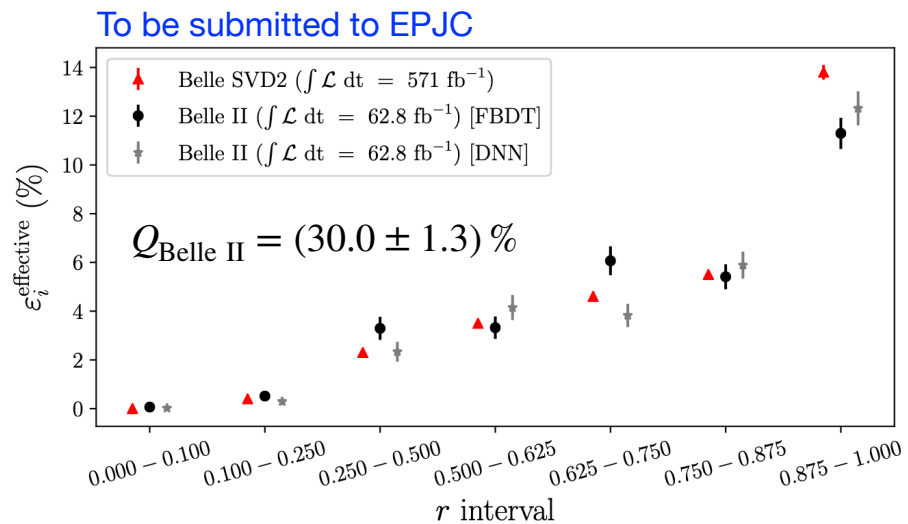 To be submitted to EPJC
Belle SVD2 (∫ ℒ dt = 571 fb⁻¹)
Belle II (∫ ℒ dt = 62.8 fb⁻¹) [FBDT]
Belle II (∫ ℒ dt = 62.8 fb⁻¹) [DNN]
Q_Belle II = (30.0 ± 1.3) %
ε_i^effective (%)
14
12
10
8
6
4
2
0
0.000 − 0.100
0.100 − 0.250
0.250 − 0.500
0.500 − 0.625
0.625 − 0.750
0.750 − 0.875
0.875 − 1.000
r interval